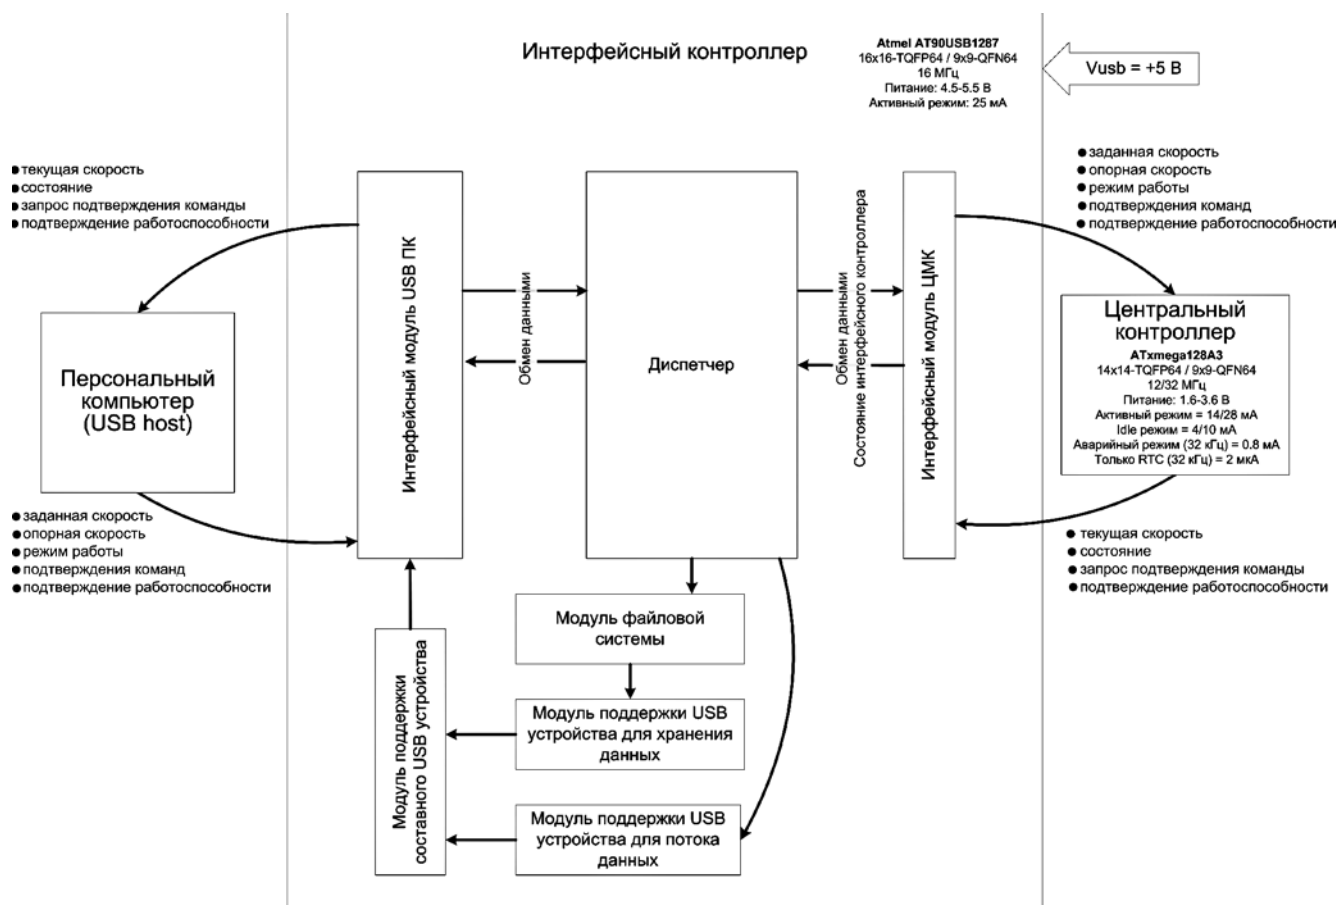 Интерфейсный контроллер
Atmel AT90USB1287
16x16-TQFP64 / 9x9-QFN64
16 МГц
Питание: 4.5-5.5 В
Активный режим: 25 мА
Vusb = +5 В
● текущая скорость
● состояние
● запрос подтверждения команды
● подтверждение работоспособности
● заданная скорость
● опорная скорость
● режим работы
● подтверждения команд
● подтверждение работоспособности
Персональный
компьютер
(USB host)
Интерфейсный модуль USB ПК
Обмен данными
Диспетчер
Обмен данными
Состояние интерфейсного контроллера
Интерфейсный модуль ЦМК
Центральный
контроллер
ATxmega128A3
14x14-TQFP64 / 9x9-QFN64
12/32 МГц
Питание: 1.6-3.6 В
Активный режим = 14/28 мА
Idle режим = 4/10 мА
Аварийный режим (32 кГц) = 0.8 мА
Только RTC (32 кГц) = 2 мкА
● заданная скорость
● опорная скорость
● режим работы
● подтверждения команд
● подтверждение работоспособности
● текущая скорость
● состояние
● запрос подтверждения команды
● подтверждение работоспособности
Модуль файловой
системы
Модуль поддержки
составного USB устройства
Модуль поддержки USB
устройства для хранения
данных
Модуль поддержки USB
устройства для потока
данных